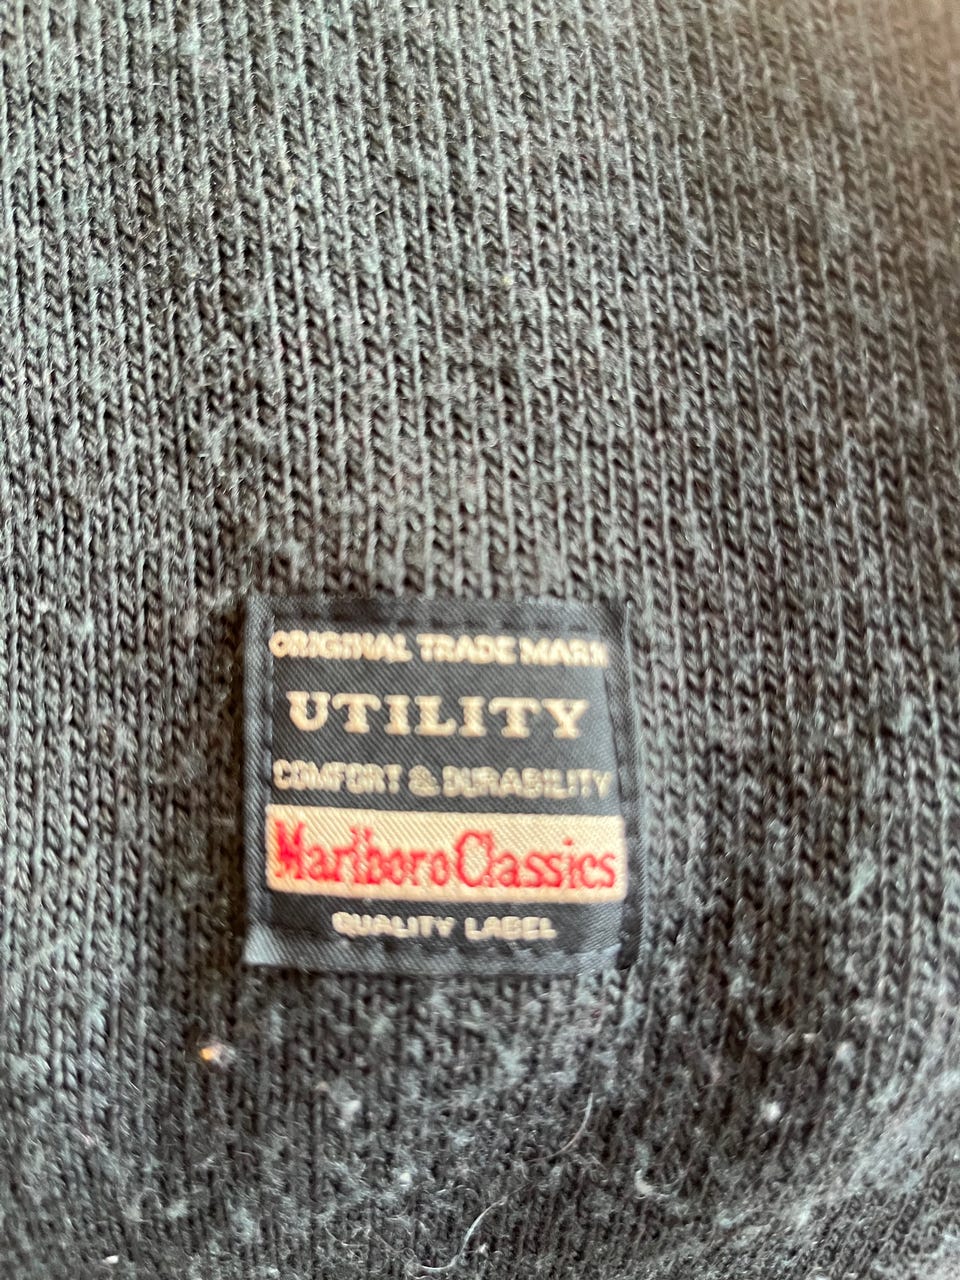 ORIGINAL TRADE MARK
UTILITY
COMFORT & DURABILITY
Marlboro Classics
QUALITY LABEL